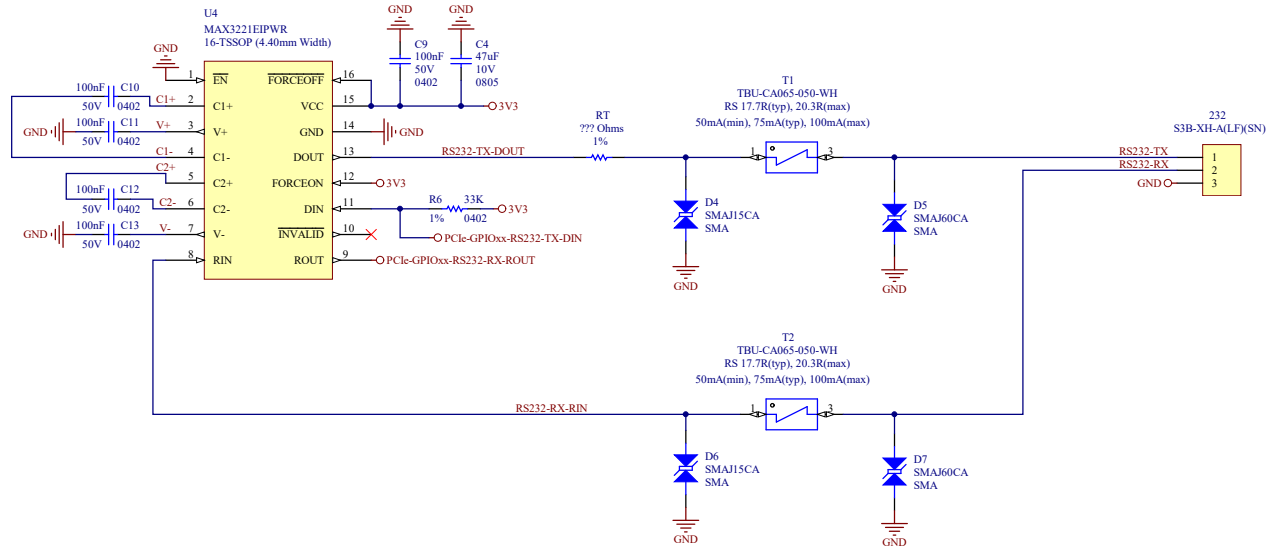 U4
MAX3221EIPWR
16-TSSOP (4.40mm Width)
GND
1
EN
FORCEOFF
16
100nF C10
50V 0402
C1+
2
C1+
VCC
15
3V3
GND
100nF C11
50V 0402
V+
3
V+
GND
14
GND
C1-
4
C1-
DOUT
13
RS232-TX-DOUT
C2+
5
C2+
FORCEON
12
3V3
100nF C12
50V 0402
C2-
6
C2-
DIN
11
R6 33K
1% 0402
3V3
PCIe-GPIOxx-RS232-TX-DIN
GND
100nF C13
50V 0402
V-
7
V-
INVALID
10
8
RIN
ROUT
9
PCIe-GPIOxx-RS232-RX-ROUT
GND
C9
100nF
50V
0402
GND
C4
47uF
10V
0805
RT
??? Ohms
1%
T1
TBU-CA065-050-WH
RS 17.7R(typ), 20.3R(max)
50mA(min), 75mA(typ), 100mA(max)
1
3
D4
SMAJ15CA
SMA
GND
D5
SMAJ60CA
SMA
GND
232
S3B-XH-A(LF)(SN)
RS232-TX
1
RS232-RX
2
GND
3
T2
TBU-CA065-050-WH
RS 17.7R(typ), 20.3R(max)
50mA(min), 75mA(typ), 100mA(max)
RS232-RX-RIN
1
3
D6
SMAJ15CA
SMA
GND
D7
SMAJ60CA
SMA
GND